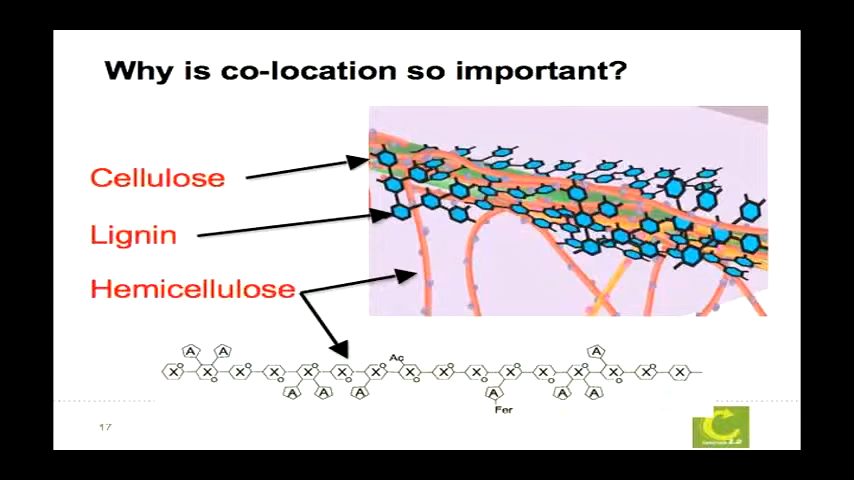 Why is co-location so important?
Cellulose
Lignin
Hemicellulose
A A Ac A
X X X X X X X X X X X X X X X X
A A A A A A
Fer
17